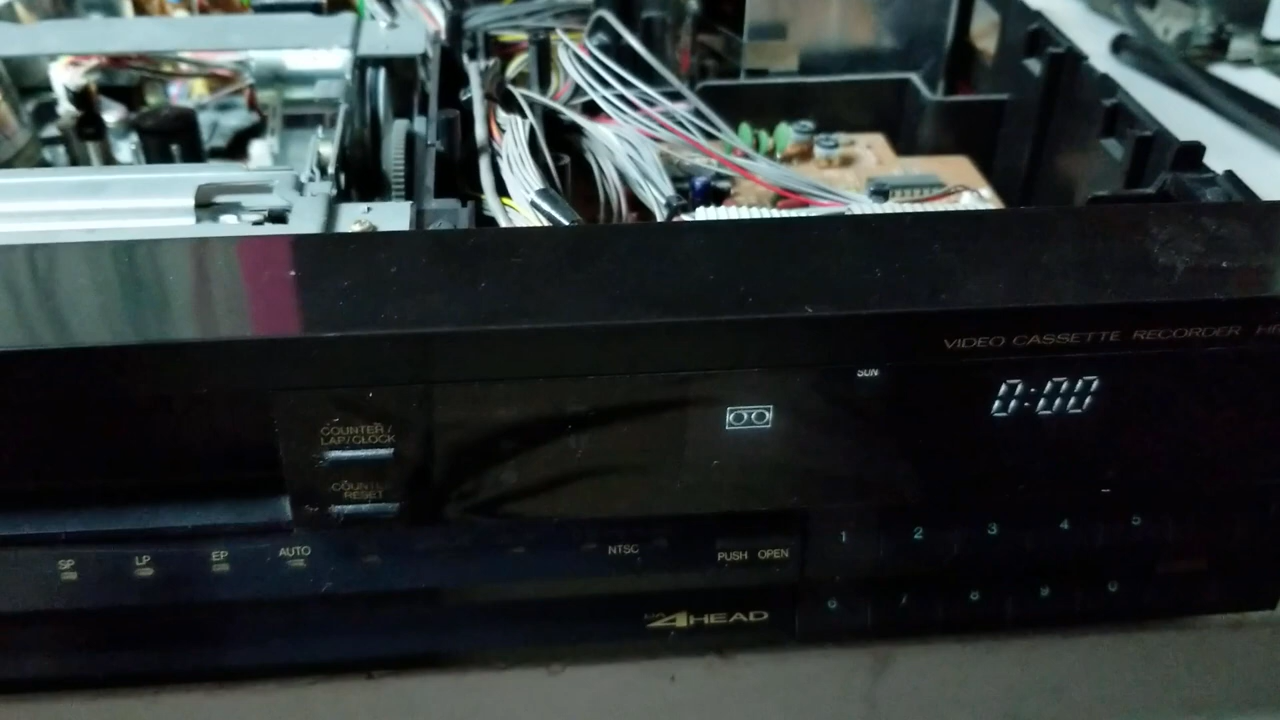 VIDEO CASSETTE RECORDER HR
SUN
0:00
COUNTER/
LAP/CLOCK
COUNTER
RESET
1 2 3 4 5
SP LP EP AUTO NTSC PUSH OPEN
6 7 8 9 0
4HEAD